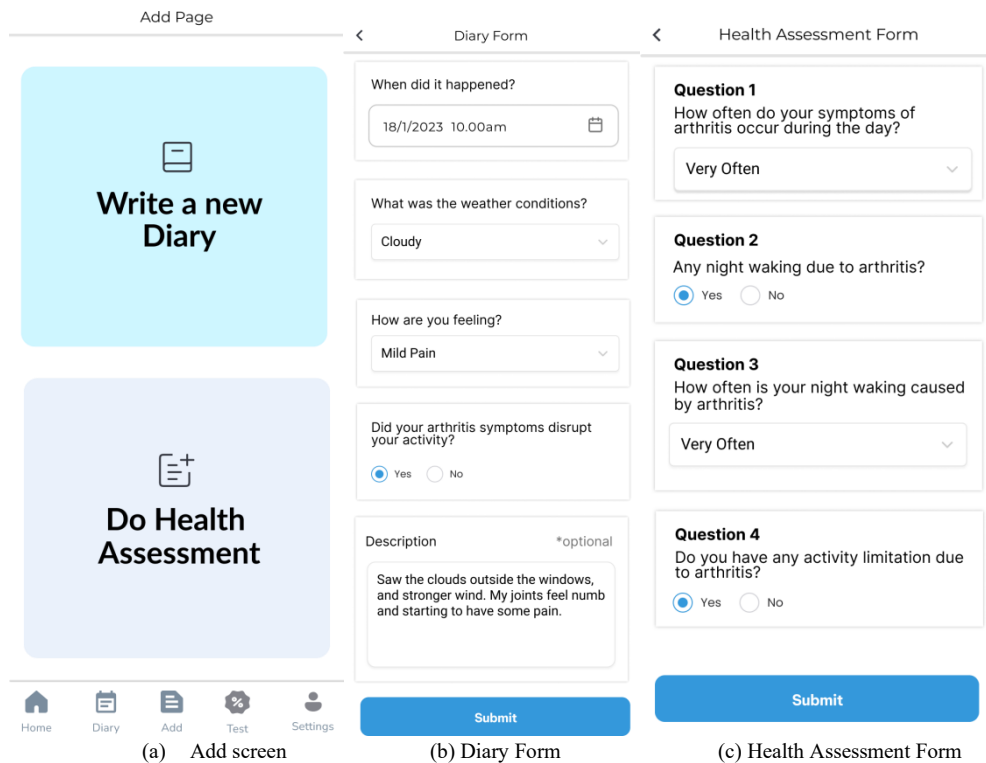 Add Page
Write a new
Diary
Do Health
Assessment
Home
Diary
Add
Test
Settings
(a) Add screen
Diary Form
When did it happened?
18/1/2023 10.00am
What was the weather conditions?
Cloudy
How are you feeling?
Mild Pain
Did your arthritis symptoms disrupt
your activity?
Yes
No
Description
*optional
Saw the clouds outside the windows,
and stronger wind. My joints feel numb
and starting to have some pain.
Submit
(b) Diary Form
Health Assessment Form
Question 1
How often do your symptoms of
arthritis occur during the day?
Very Often
Question 2
Any night waking due to arthritis?
Yes
No
Question 3
How often is your night waking caused
by arthritis?
Very Often
Question 4
Do you have any activity limitation due
to arthritis?
Yes
No
Submit
(c) Health Assessment Form